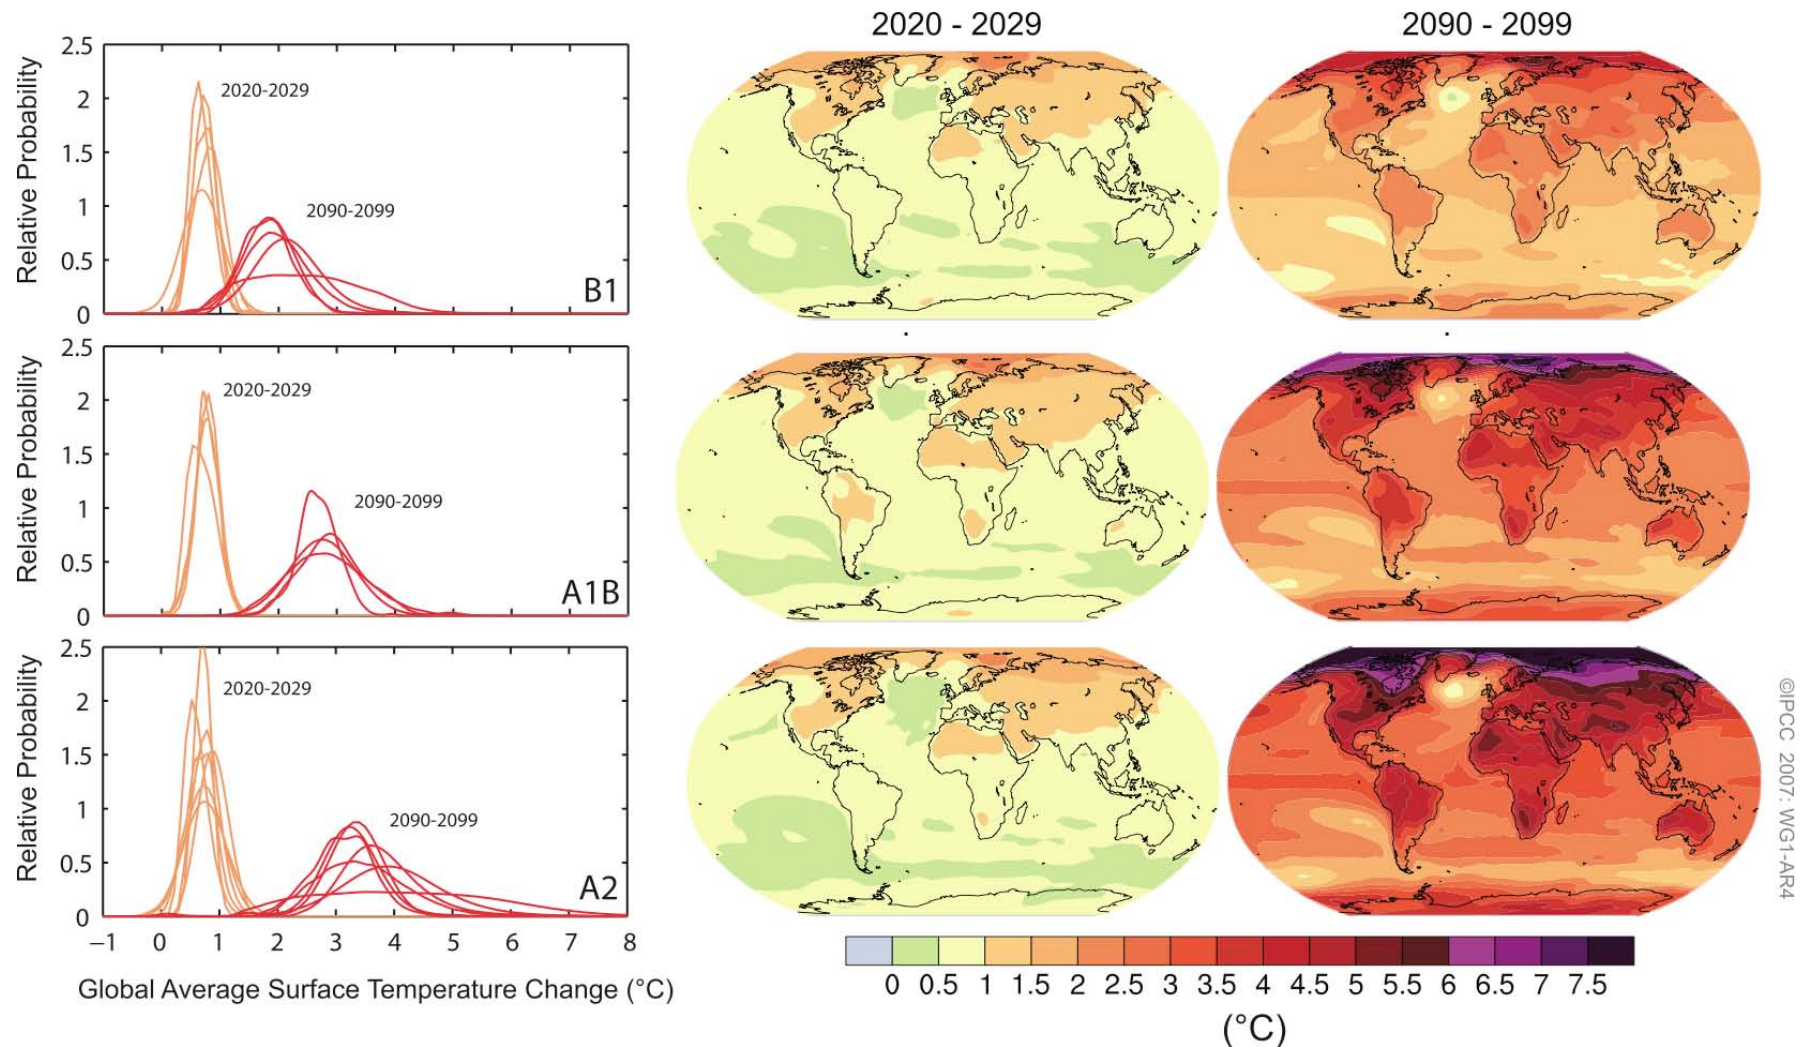 2020 - 2029
2090 - 2099
Relative Probability
2.5
2
1.5
1
0.5
0
2020-2029
2090-2099
B1
Relative Probability
2.5
2
1.5
1
0.5
0
2020-2029
2090-2099
A1B
Relative Probability
2.5
2
1.5
1
0.5
0
2020-2029
2090-2099
A2
−1 0 1 2 3 4 5 6 7 8
Global Average Surface Temperature Change (°C)
0 0.5 1 1.5 2 2.5 3 3.5 4 4.5 5 5.5 6 6.5 7 7.5
(°C)
©IPCC 2007: WG1-AR4